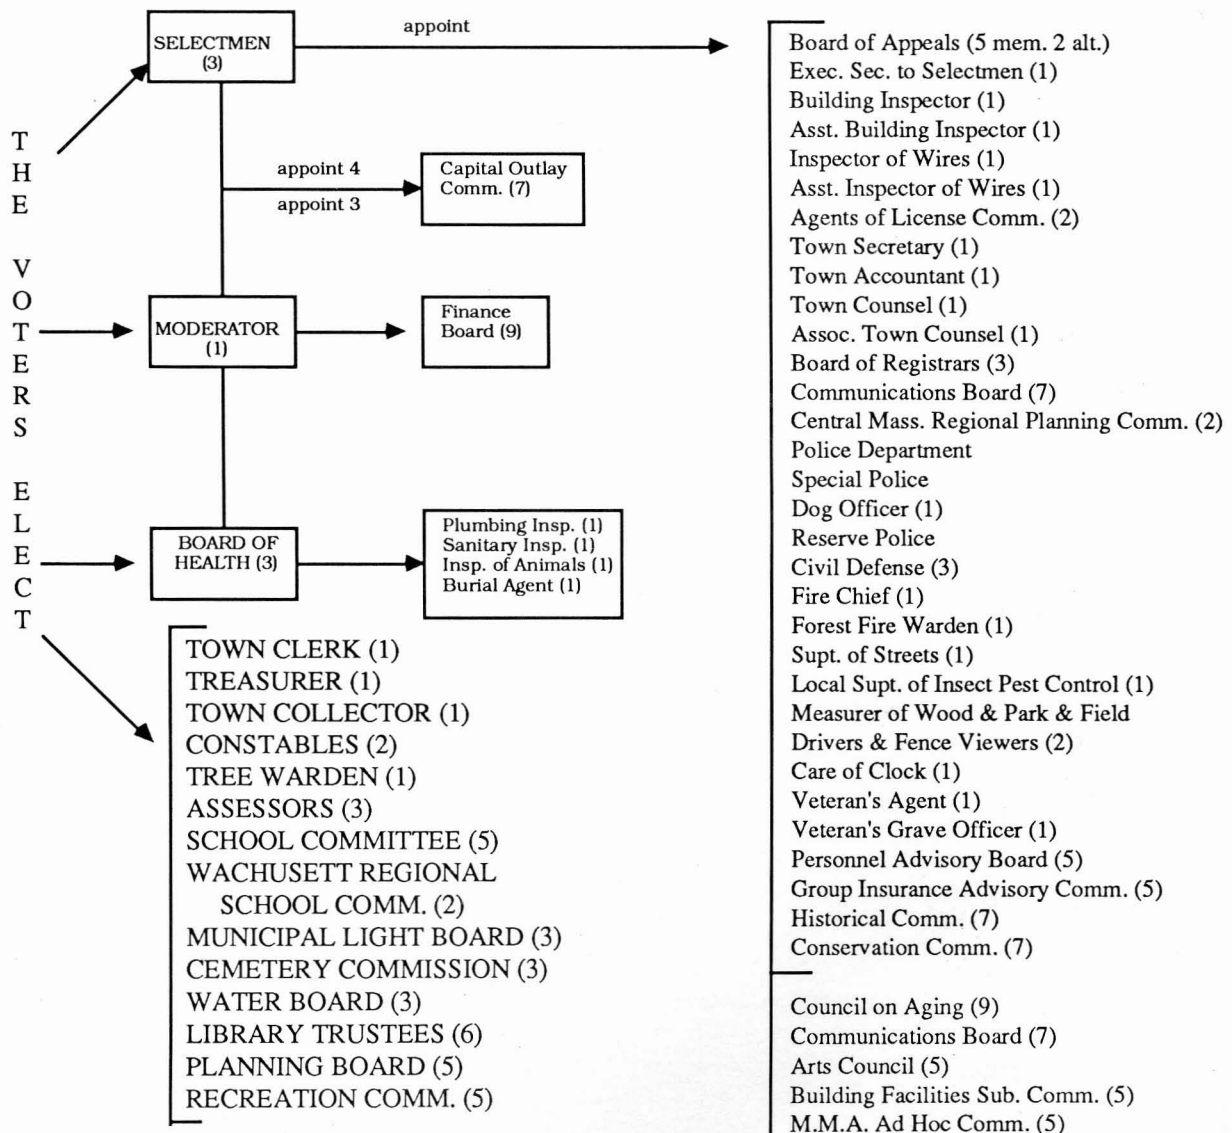 THE VOTERS ELECT
SELECTMEN
(3)
appoint
appoint 4
appoint 3
Capital Outlay
Comm. (7)
MODERATOR
(1)
Finance
Board (9)
BOARD OF
HEALTH (3)
Plumbing Insp. (1)
Sanitary Insp. (1)
Insp. of Animals (1)
Burial Agent (1)
TOWN CLERK (1)
TREASURER (1)
TOWN COLLECTOR (1)
CONSTABLES (2)
TREE WARDEN (1)
ASSESSORS (3)
SCHOOL COMMITTEE (5)
WACHUSETT REGIONAL
SCHOOL COMM. (2)
MUNICIPAL LIGHT BOARD (3)
CEMETERY COMMISSION (3)
WATER BOARD (3)
LIBRARY TRUSTEES (6)
PLANNING BOARD (5)
RECREATION COMM. (5)
Board of Appeals (5 mem. 2 alt.)
Exec. Sec. to Selectmen (1)
Building Inspector (1)
Asst. Building Inspector (1)
Inspector of Wires (1)
Asst. Inspector of Wires (1)
Agents of License Comm. (2)
Town Secretary (1)
Town Accountant (1)
Town Counsel (1)
Assoc. Town Counsel (1)
Board of Registrars (3)
Communications Board (7)
Central Mass. Regional Planning Comm. (2)
Police Department
Special Police
Dog Officer (1)
Reserve Police
Civil Defense (3)
Fire Chief (1)
Forest Fire Warden (1)
Supt. of Streets (1)
Local Supt. of Insect Pest Control (1)
Measurer of Wood & Park & Field
Drivers & Fence Viewers (2)
Care of Clock (1)
Veteran's Agent (1)
Veteran's Grave Officer (1)
Personnel Advisory Board (5)
Group Insurance Advisory Comm. (5)
Historical Comm. (7)
Conservation Comm. (7)
Council on Aging (9)
Communications Board (7)
Arts Council (5)
Building Facilities Sub. Comm. (5)
M.M.A. Ad Hoc Comm. (5)